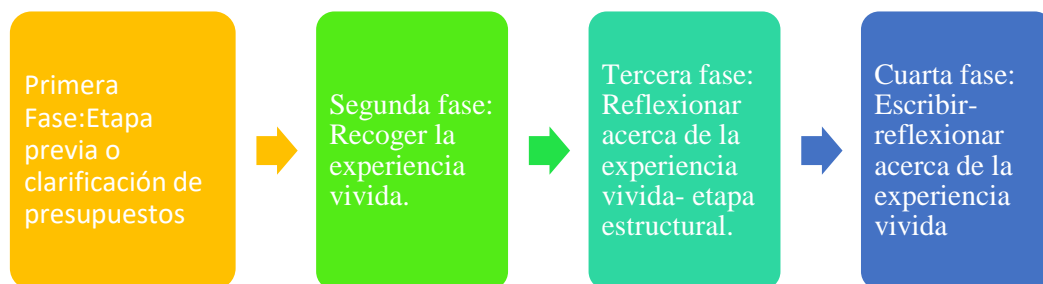 Primera
Fase:Etapa
previa o
clarificación de
presupuestos
Segunda fase:
Recoger la
experiencia
vivida.
Tercera fase:
Reflexionar
acerca de la
experiencia
vivida- etapa
estructural.
Cuarta fase:
Escribir-
reflexionar
acerca de la
experiencia
vivida